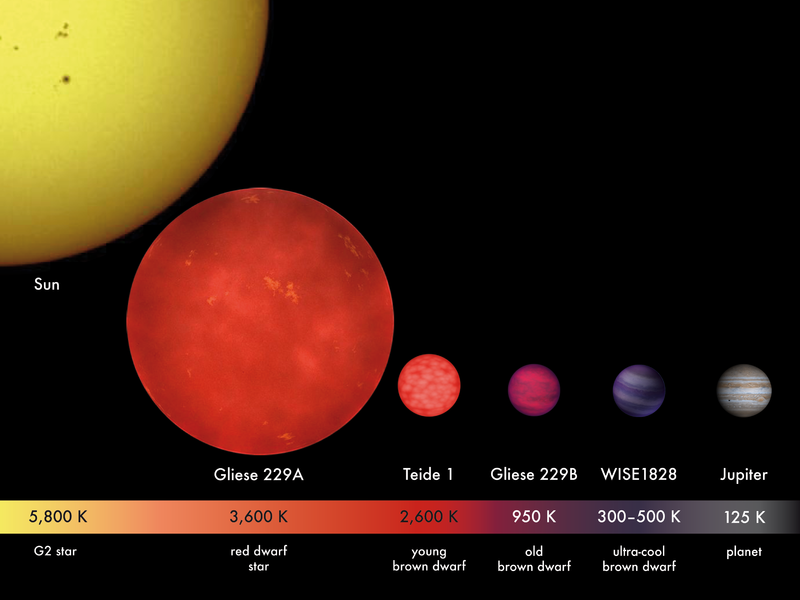 Sun
Gliese 229A
Teide 1
Gliese 229B
WISE1828
Jupiter
5,800 K
3,600 K
2,600 K
950 K
300–500 K
125 K
G2 star
red dwarf
star
young
brown dwarf
old
brown dwarf
ultra-cool
brown dwarf
planet